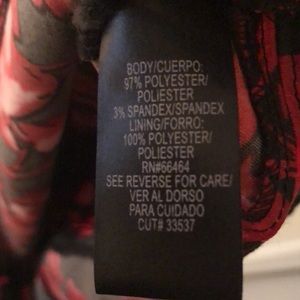 BODY/CUERPO:
97% POLYESTER/
POLIÉSTER
3% SPANDEX/SPANDEX
LINING/FORRO:
100% POLYESTER/
POLIESTER
RN#66464
SEE REVERSE FOR CARE/
VER AL DORSO
PARA CUIDADO
CUT# 33537